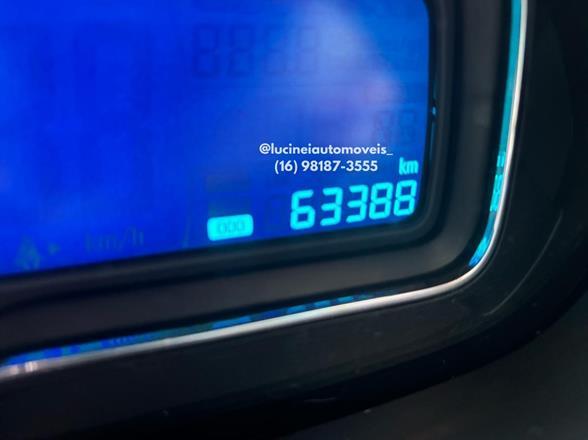 @lucineiautomoveis_
(16) 98187-3555
km
ODO 63388
km/h